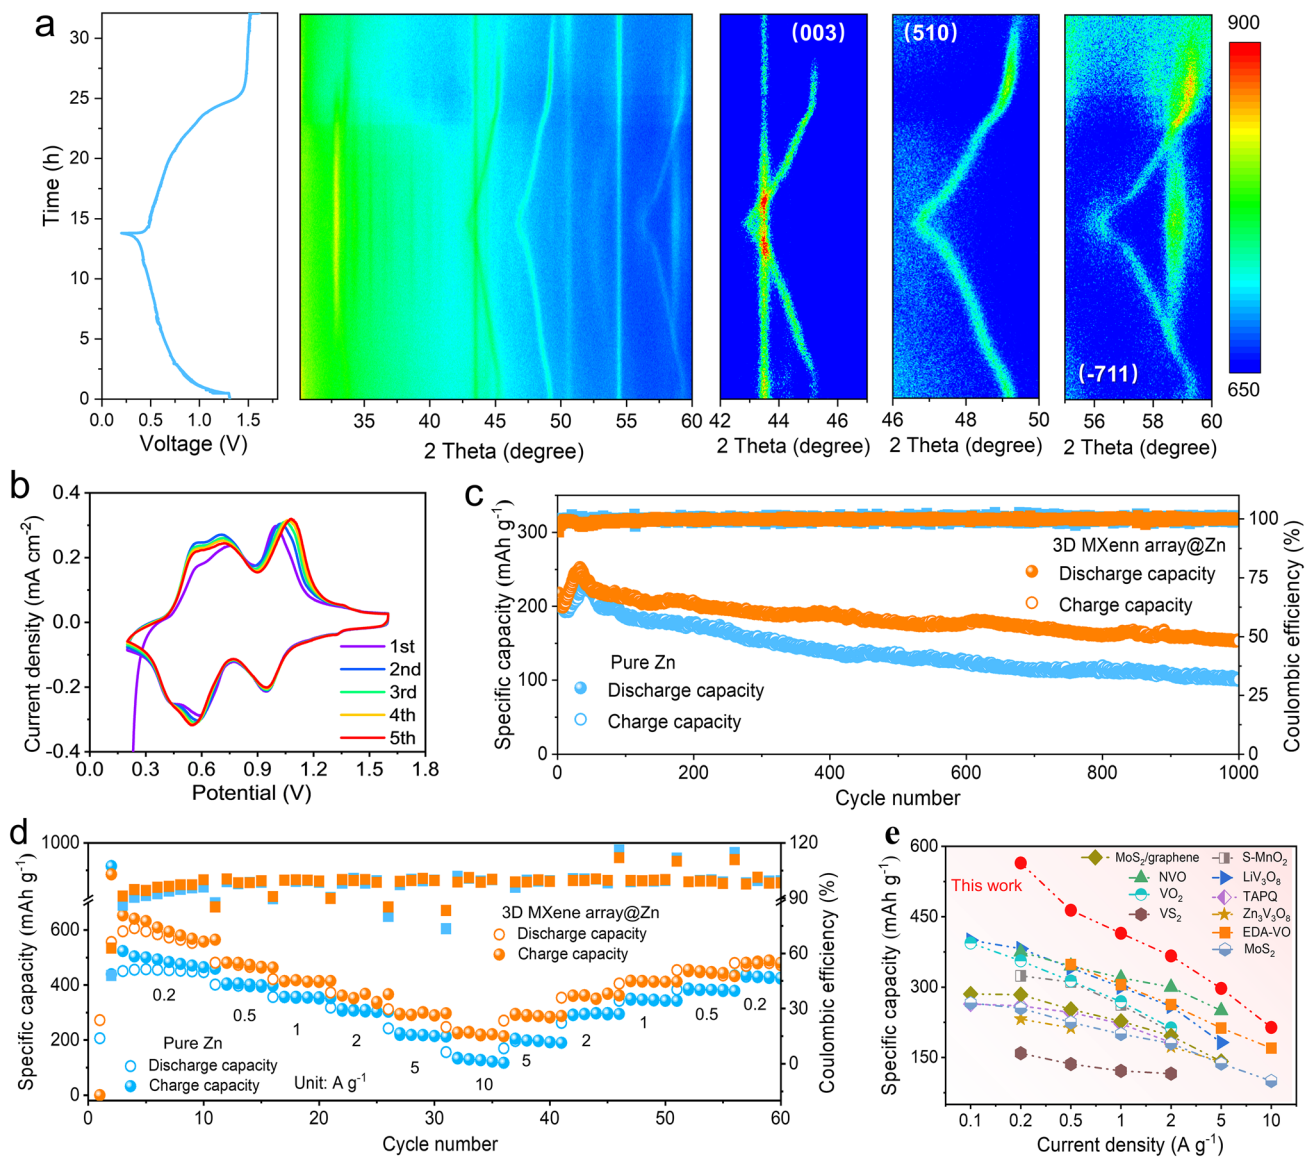 a
Time (h)
30
25
20
15
10
5
0
0.0 0.5 1.0 1.5
Voltage (V)
35 40 45 50 55 60
2 Theta (degree)
(003)
42 44 46
2 Theta (degree)
(510)
46 48 50
2 Theta (degree)
(-711)
56 58 60
2 Theta (degree)
900
650
b
Current density (mA cm-2)
0.4
0.2
0.0
-0.2
-0.4
1st
2nd
3rd
4th
5th
0.0 0.3 0.6 0.9 1.2 1.5 1.8
Potential (V)
c
Specific capacity (mAh g-1)
300
200
100
0
3D MXenn array@Zn
Discharge capacity
Charge capacity
Pure Zn
Discharge capacity
Charge capacity
0 200 400 600 800 1000
Cycle number
100
75
50
25
0
Coulombic efficiency (%)
d
Specific capacity (mAh g-1)
1000
600
400
200
0
3D MXene array@Zn
Discharge capacity
Charge capacity
0.2 0.5 1 2 5 10 5 2 1 0.5 0.2
Pure Zn
Discharge capacity
Charge capacity
Unit: A g-1
0 10 20 30 40 50 60
Cycle number
120
90
60
30
0
Coulombic efficiency (%)
e
Specific capacity (mAh g-1)
600
450
300
150
This work
MoS2/graphene
NVO
VO2
VS2
S-MnO2
LiV3O8
TAPQ
Zn3V3O8
EDA-VO
MoS2
0.1 0.2 0.5 1 2 5 10
Current density (A g-1)